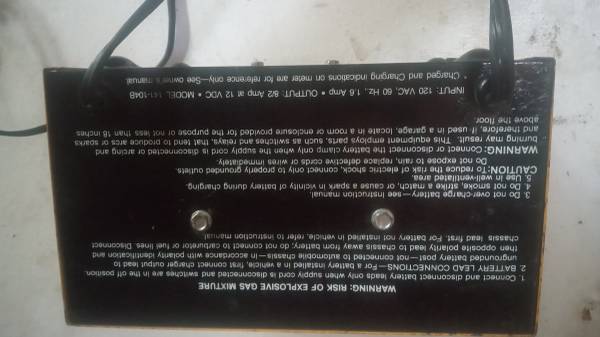 WARNING: RISK OF EXPLOSIVE GAS MIXTURE
1. Connect and disconnect battery leads only when supply cord is disconnected and switches are in the off position.
2. BATTERY LEAD CONNECTIONS—For a battery installed in a vehicle, first connect charger output lead to
ungrounded battery post—not connected to automobile chassis—in accordance with polarity identification and
then opposite polarity lead to chassis away from battery, do not connect to carburetor or fuel lines. Disconnect
chassis lead first. For battery not installed in vehicle, refer to instruction manual.
3. Do not over-charge battery—see instruction manual.
4. Do not smoke, strike a match, or cause a spark in vicinity of battery during charging.
5. Use in well-ventilated area.
CAUTION: To reduce the risk of electric shock, connect only to properly grounded outlets.
Do not expose to rain, replace defective cords or wires immediately.
WARNING: Connect or disconnect the battery clamp only when the supply cord is disconnected or arcing and
burning may result. This equipment employs parts, such as switches and relays, that tend to produce arcs or sparks
and therefore, if used in a garage, locate in a room or enclosure provided for the purpose or not less than 18 inches
above the floor.
INPUT: 120 VAC, 60 Hz., 1.6 Amp • OUTPUT: 8/2 Amp at 12 VDC • MODEL 141-104B
* Charged and Charging indications on meter are for reference only—See owner's manual.